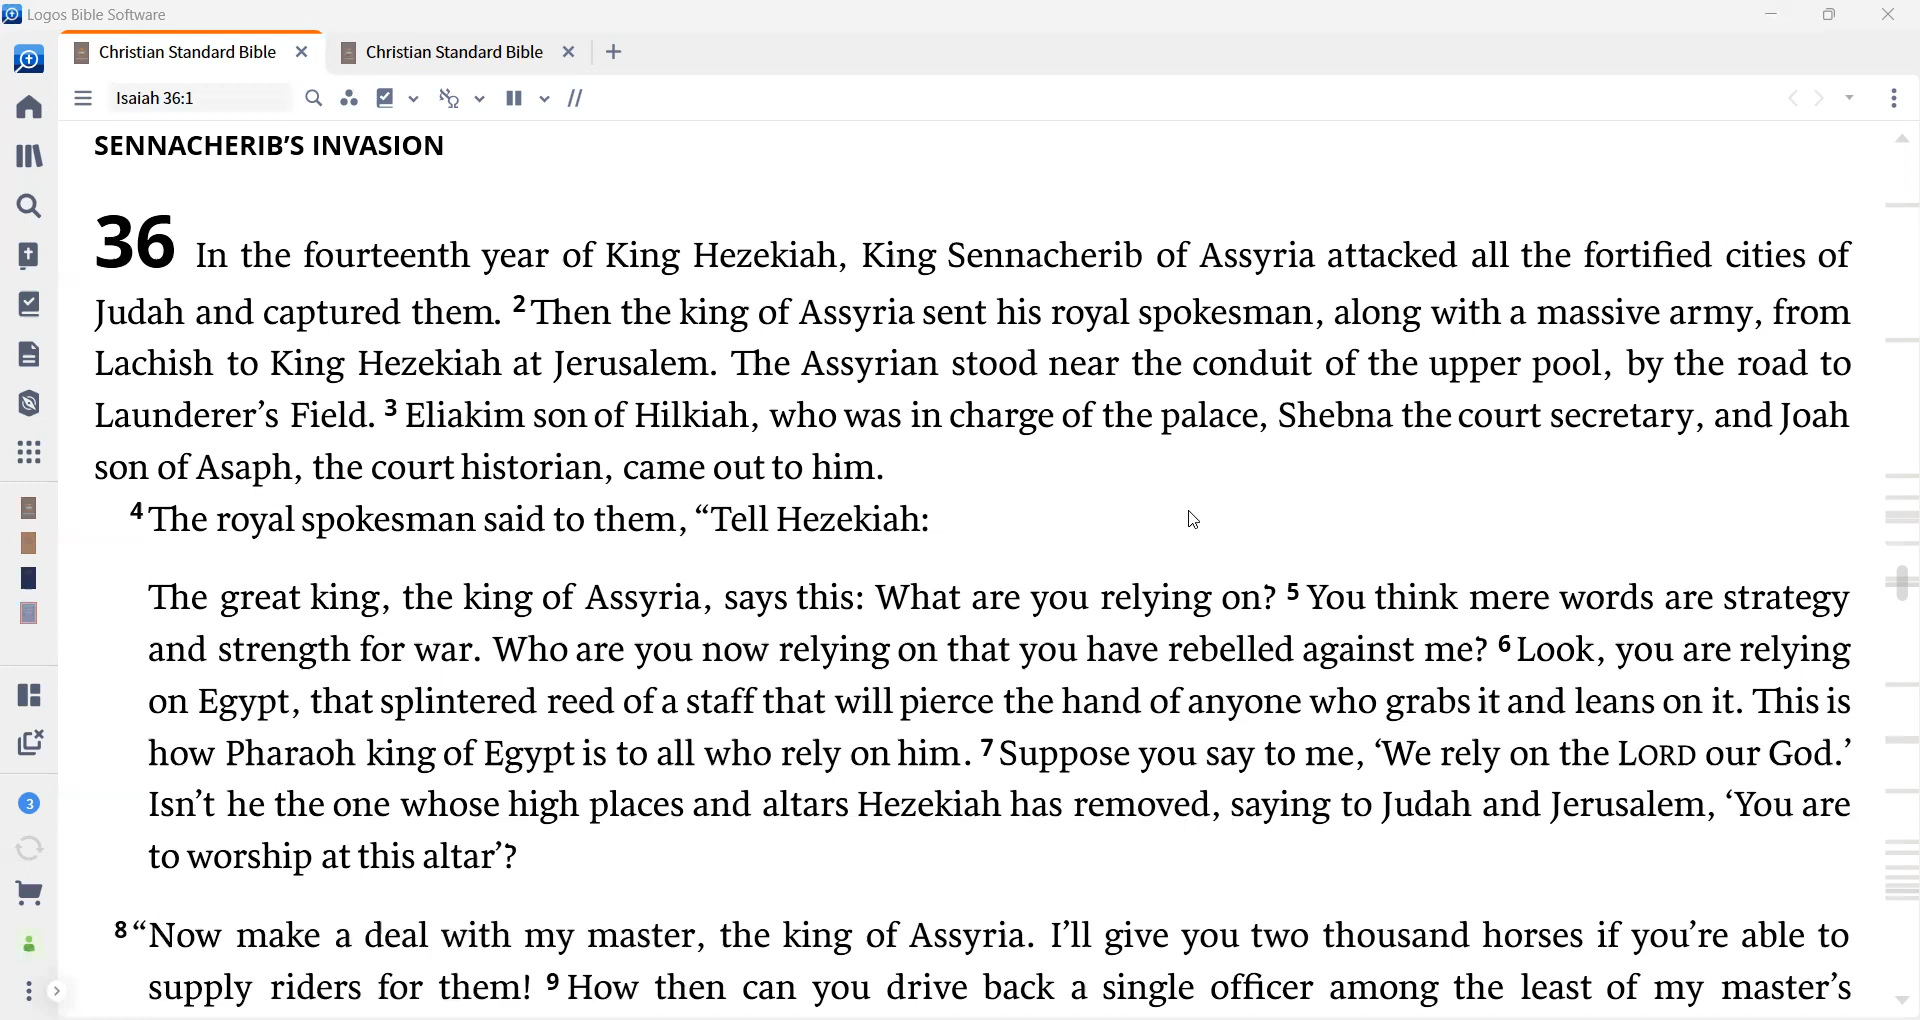 Logos Bible Software
Christian Standard Bible
Christian Standard Bible
Isaiah 36:1
SENNACHERIB’S INVASION
36 In the fourteenth year of King Hezekiah, King Sennacherib of Assyria attacked all the fortified cities of
Judah and captured them. 2 Then the king of Assyria sent his royal spokesman, along with a massive army, from
Lachish to King Hezekiah at Jerusalem. The Assyrian stood near the conduit of the upper pool, by the road to
Launderer’s Field. 3 Eliakim son of Hilkiah, who was in charge of the palace, Shebna the court secretary, and Joah
son of Asaph, the court historian, came out to him.
4 The royal spokesman said to them, “Tell Hezekiah:
The great king, the king of Assyria, says this: What are you relying on? 5 You think mere words are strategy
and strength for war. Who are you now relying on that you have rebelled against me? 6 Look, you are relying
on Egypt, that splintered reed of a staff that will pierce the hand of anyone who grabs it and leans on it. This is
how Pharaoh king of Egypt is to all who rely on him. 7 Suppose you say to me, ‘We rely on the LORD our God.’
Isn’t he the one whose high places and altars Hezekiah has removed, saying to Judah and Jerusalem, ‘You are
to worship at this altar’?
8 “Now make a deal with my master, the king of Assyria. I’ll give you two thousand horses if you’re able to
supply riders for them! 9 How then can you drive back a single officer among the least of my master’s
3